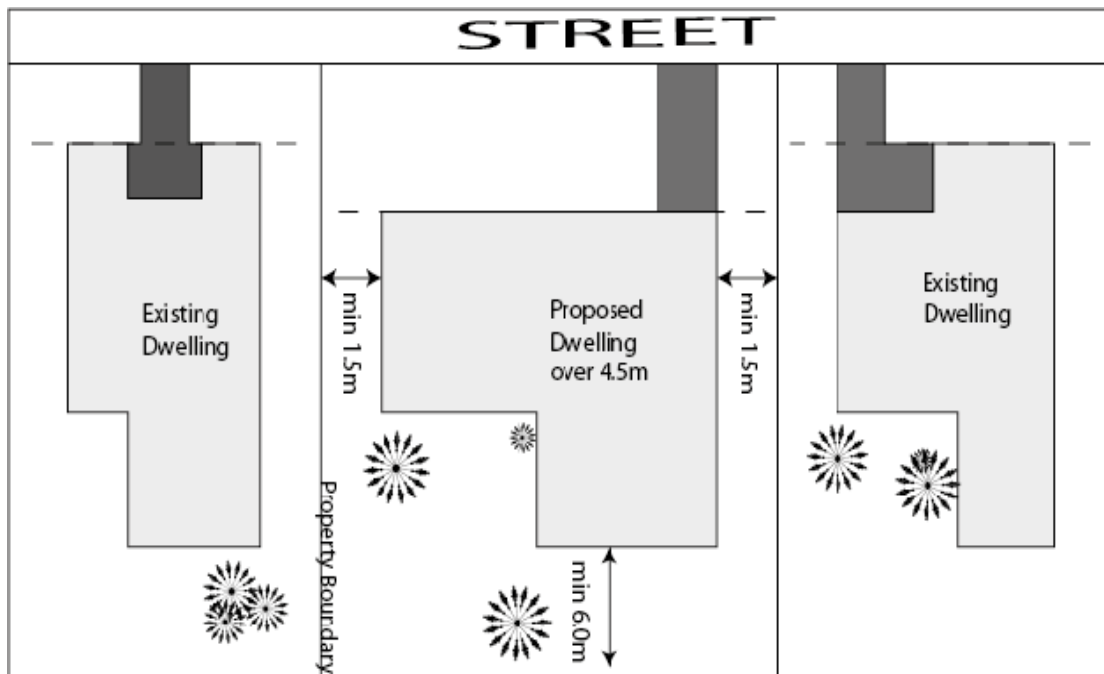 STREET
Existing
Dwelling
min 1.5m
Proposed
Dwelling
over 4.5m
min 1.5m
Existing
Dwelling
Property Boundary
min 6.0m